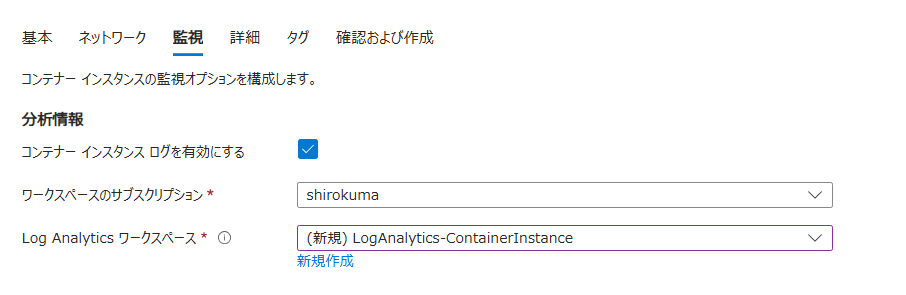 基本 ネットワーク 監視 詳細 タグ 確認および作成
コンテナー インスタンスの監視オプションを構成します。
分析情報
コンテナー インスタンス ログを有効にする
ワークスペースのサブスクリプション * shirokuma
Log Analytics ワークスペース * (新規) LogAnalytics-ContainerInstance
新規作成